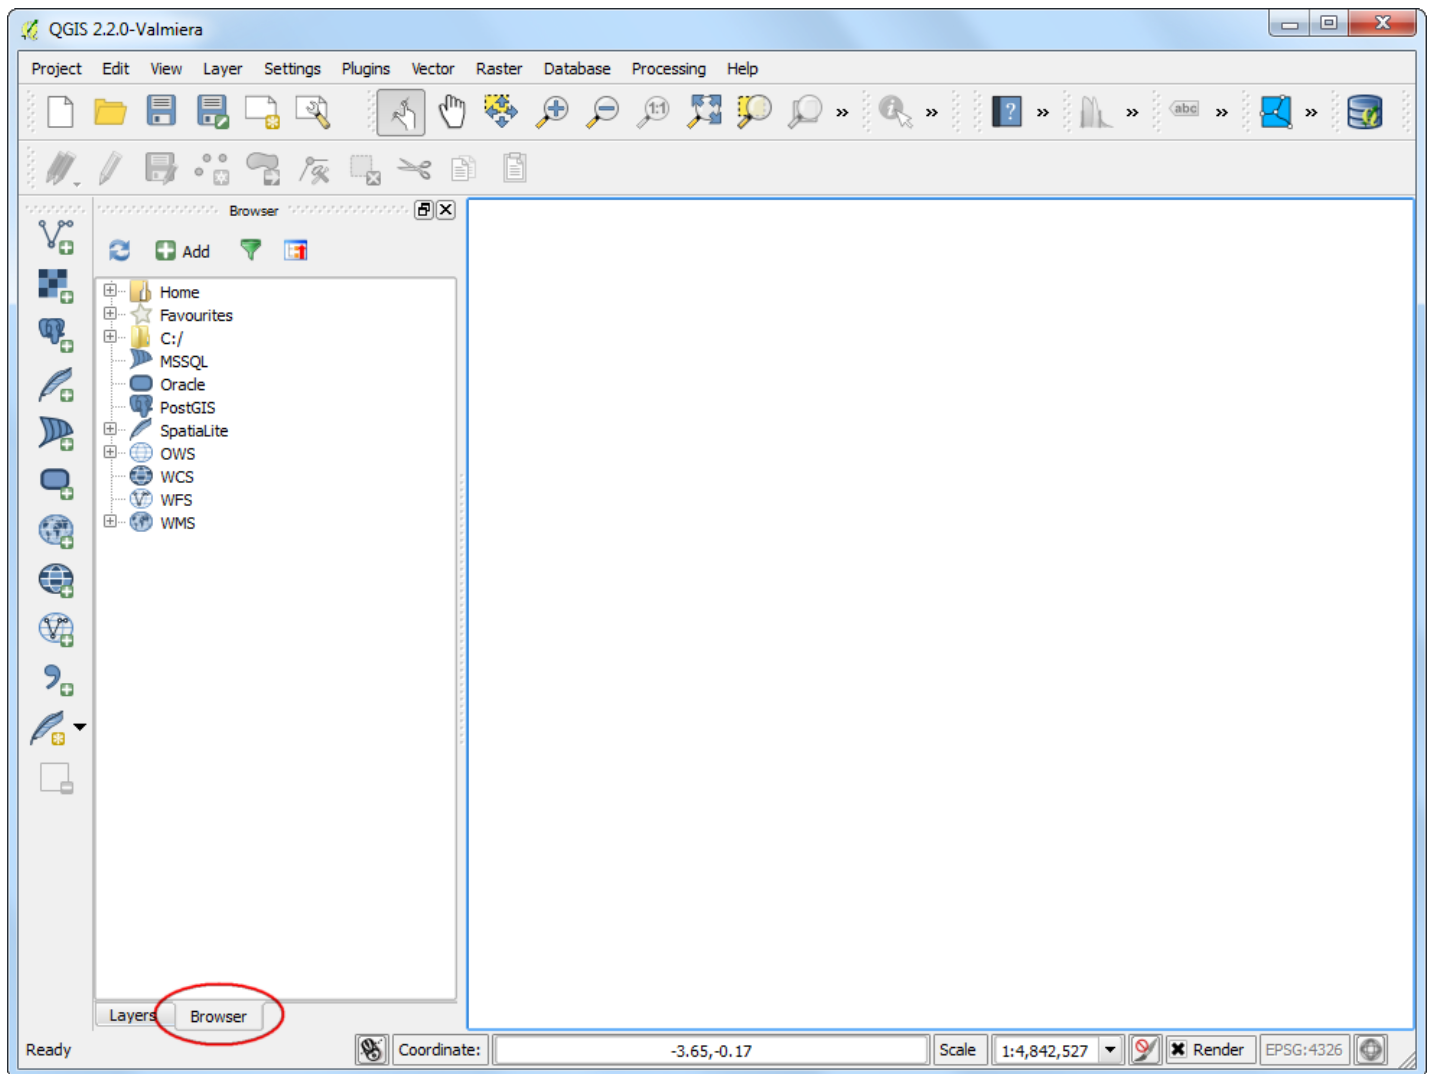 QGIS 2.2.0-Valmiera
Project Edit View Layer Settings Plugins Vector Raster Database Processing Help
1:1 » » ? » » abc » »
Browser
Add
Home
Favourites
C:/
MSSQL
Oracle
PostGIS
SpatiaLite
OWS
WCS
WFS
WMS
Layers Browser
Ready Coordinate: -3.65,-0.17 Scale 1:4,842,527 Render EPSG:4326